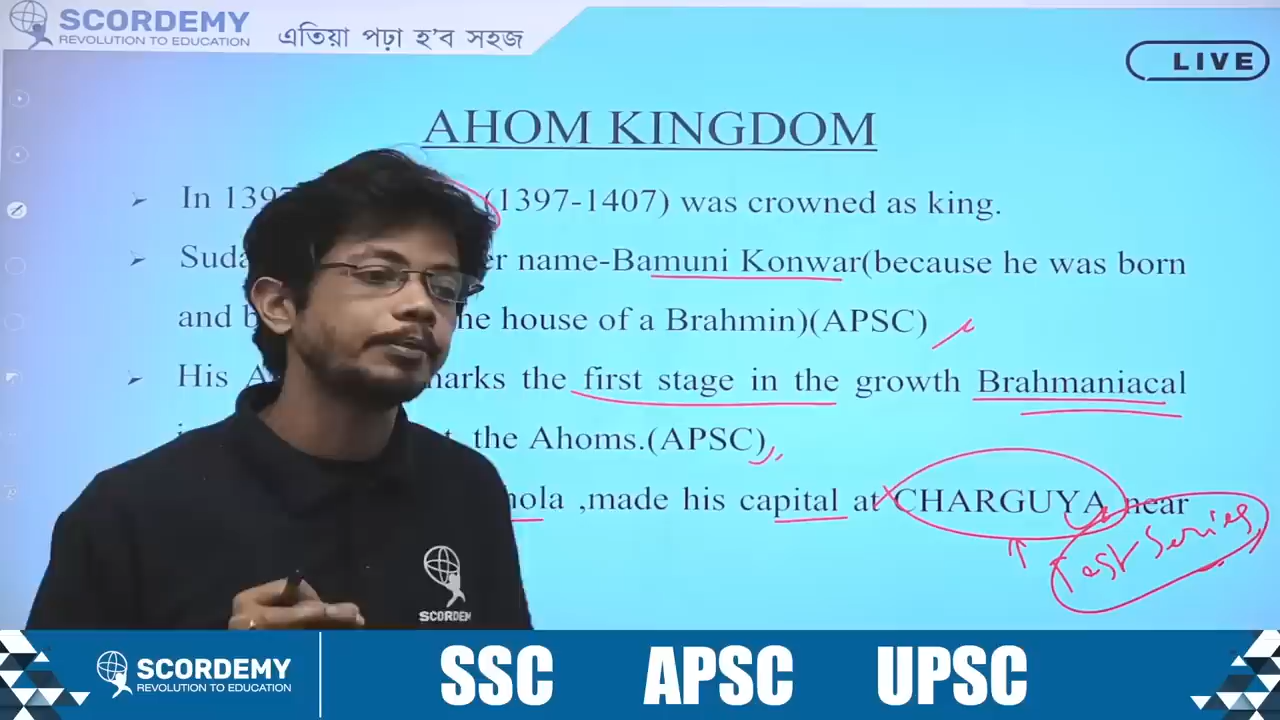 SCORDEMY
REVOLUTION TO EDUCATION
এতিয়া পঢ়া হ'ব সহজ
LIVE
AHOM KINGDOM
In 1397 (1397-1407) was crowned as king.
Suda er name-Bamuni Konwar(because he was born
and b he house of a Brahmin)(APSC)
His A marks the first stage in the growth Brahmaniacal
the Ahoms.(APSC)
hola ,made his capital at CHARGUYA near
Test Series
SCORDEM
SCORDEMY
REVOLUTION TO EDUCATION
SSC APSC UPSC